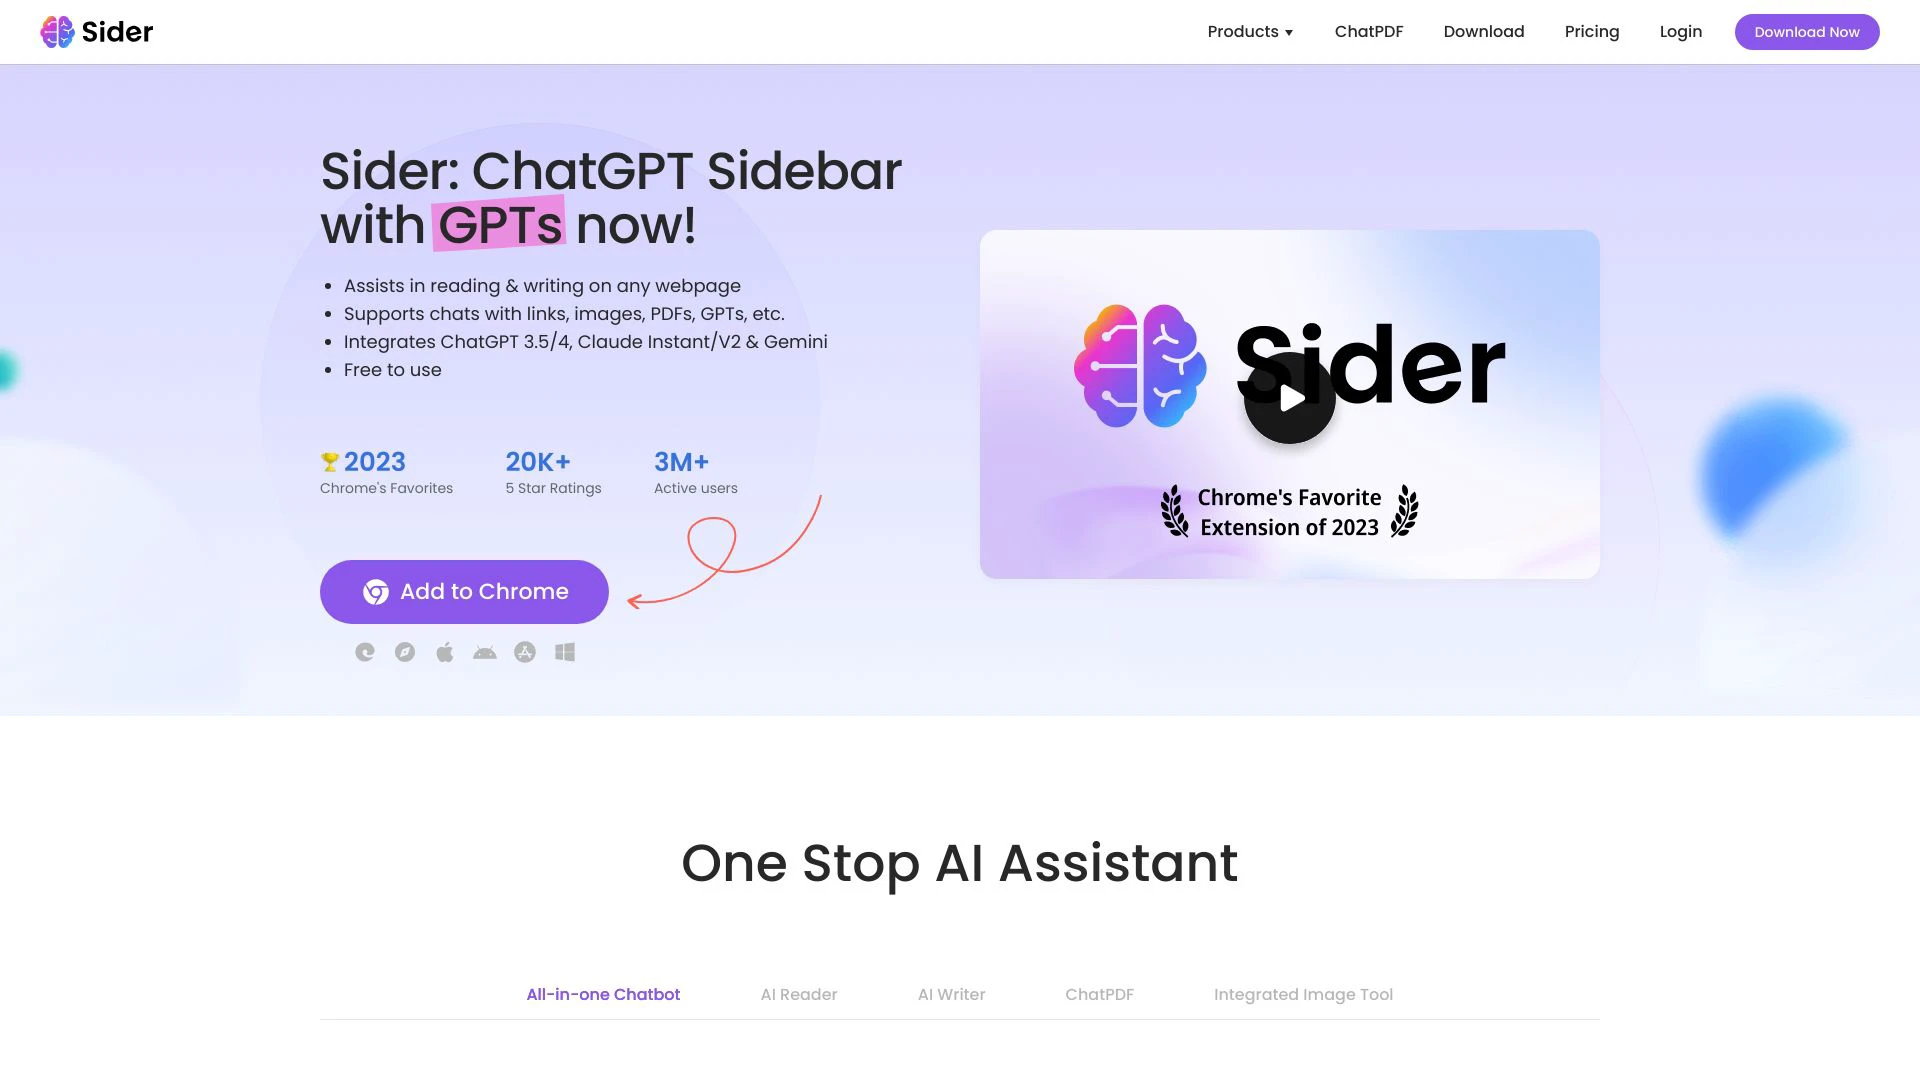 Sider
Products
ChatPDF
Download
Pricing
Login
Download Now
Sider: ChatGPT Sidebar
with GPTs now!
Assists in reading & writing on any webpage
Supports chats with links, images, PDFs, GPTs, etc.
Integrates ChatGPT 3.5/4, Claude Instant/V2 & Gemini
Free to use
2023
Chrome's Favorites
20K+
5 Star Ratings
3M+
Active users
Add to Chrome
Sider
Chrome's Favorite
Extension of 2023
One Stop AI Assistant
All-in-one Chatbot
AI Reader
AI Writer
ChatPDF
Integrated Image Tool